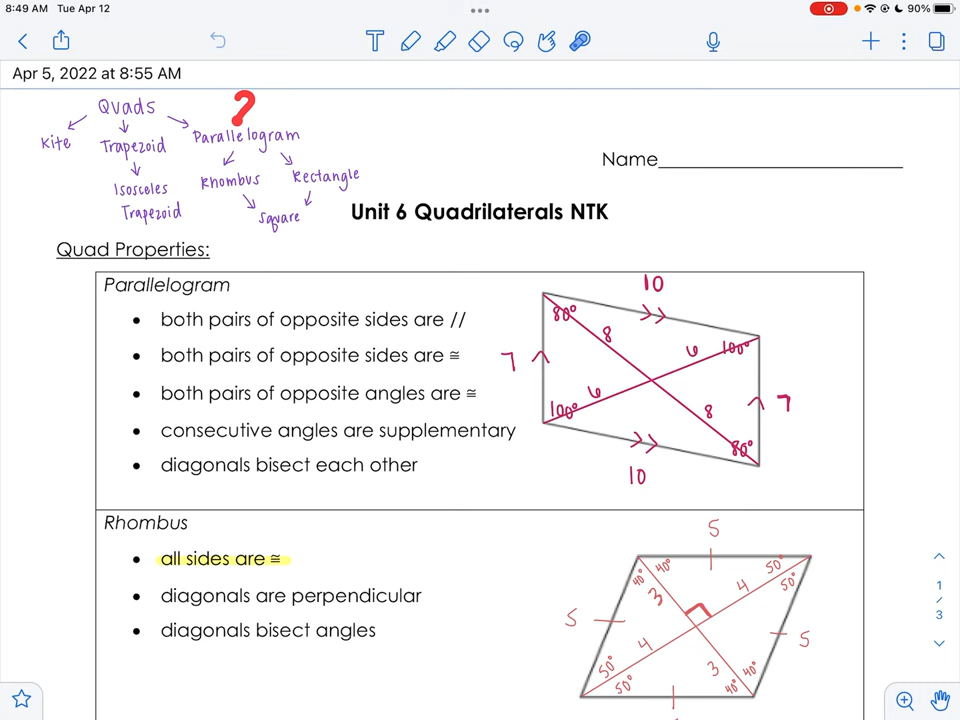 8:49 AM Tue Apr 12
90%
Apr 5, 2022 at 8:55 AM
Quads
?
Kite Trapezoid Parallelogram
Isosceles Trapezoid
Rhombus Rectangle
Square
Name
Unit 6 Quadrilaterals NTK
Quad Properties:
Parallelogram
• both pairs of opposite sides are //
• both pairs of opposite sides are ≅
• both pairs of opposite angles are ≅
• consecutive angles are supplementary
• diagonals bisect each other
10
80°
8
6
100°
7
6
100°
8
7
80°
10
Rhombus
• all sides are ≅
• diagonals are perpendicular
• diagonals bisect angles
5
40° 40°
50°
50°
3
4
5
4
5
50°
50°
3
40°
40°
1
/
3